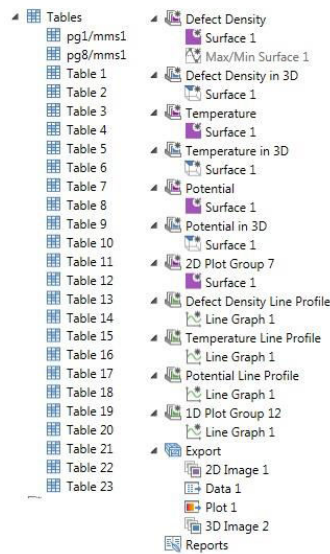 Tables
pg1/mms1
pg8/mms1
Table 1
Table 2
Table 3
Table 4
Table 5
Table 6
Table 7
Table 8
Table 9
Table 10
Table 11
Table 12
Table 13
Table 14
Table 15
Table 16
Table 17
Table 18
Table 19
Table 20
Table 21
Table 22
Table 23
Defect Density
Surface 1
Max/Min Surface 1
Defect Density in 3D
Surface 1
Temperature
Surface 1
Temperature in 3D
Surface 1
Potential
Surface 1
Potential in 3D
Surface 1
2D Plot Group 7
Surface 1
Defect Density Line Profile
Line Graph 1
Temperature Line Profile
Line Graph 1
Potential Line Profile
Line Graph 1
1D Plot Group 12
Line Graph 1
Export
2D Image 1
Data 1
Plot 1
3D Image 2
Reports